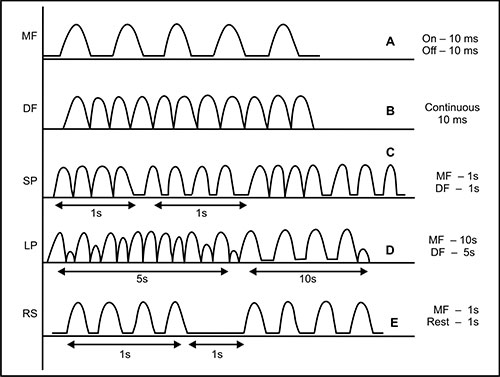 MF
A
On – 10 ms
Off – 10 ms
DF
B
Continuous
10 ms
C
SP
MF – 1s
DF – 1s
1s
1s
LP
D
MF – 10s
DF – 5s
5s
10s
RS
E
MF – 1s
Rest – 1s
1s
1s